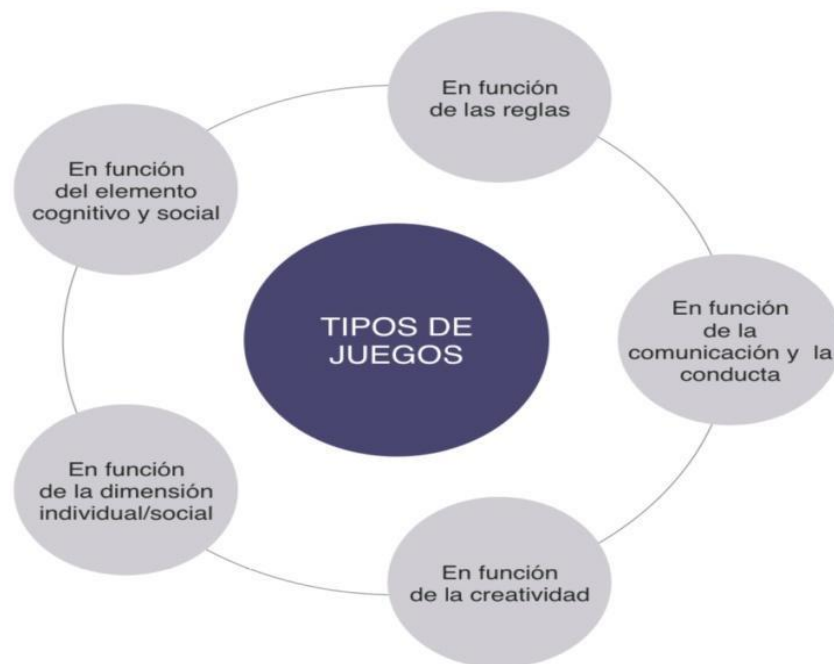 En función
de las reglas
En función
del elemento
cognitivo y social
TIPOS DE
JUEGOS
En función
de la
comunicación y la
conducta
En función
de la dimensión
individual/social
En función
de la creatividad